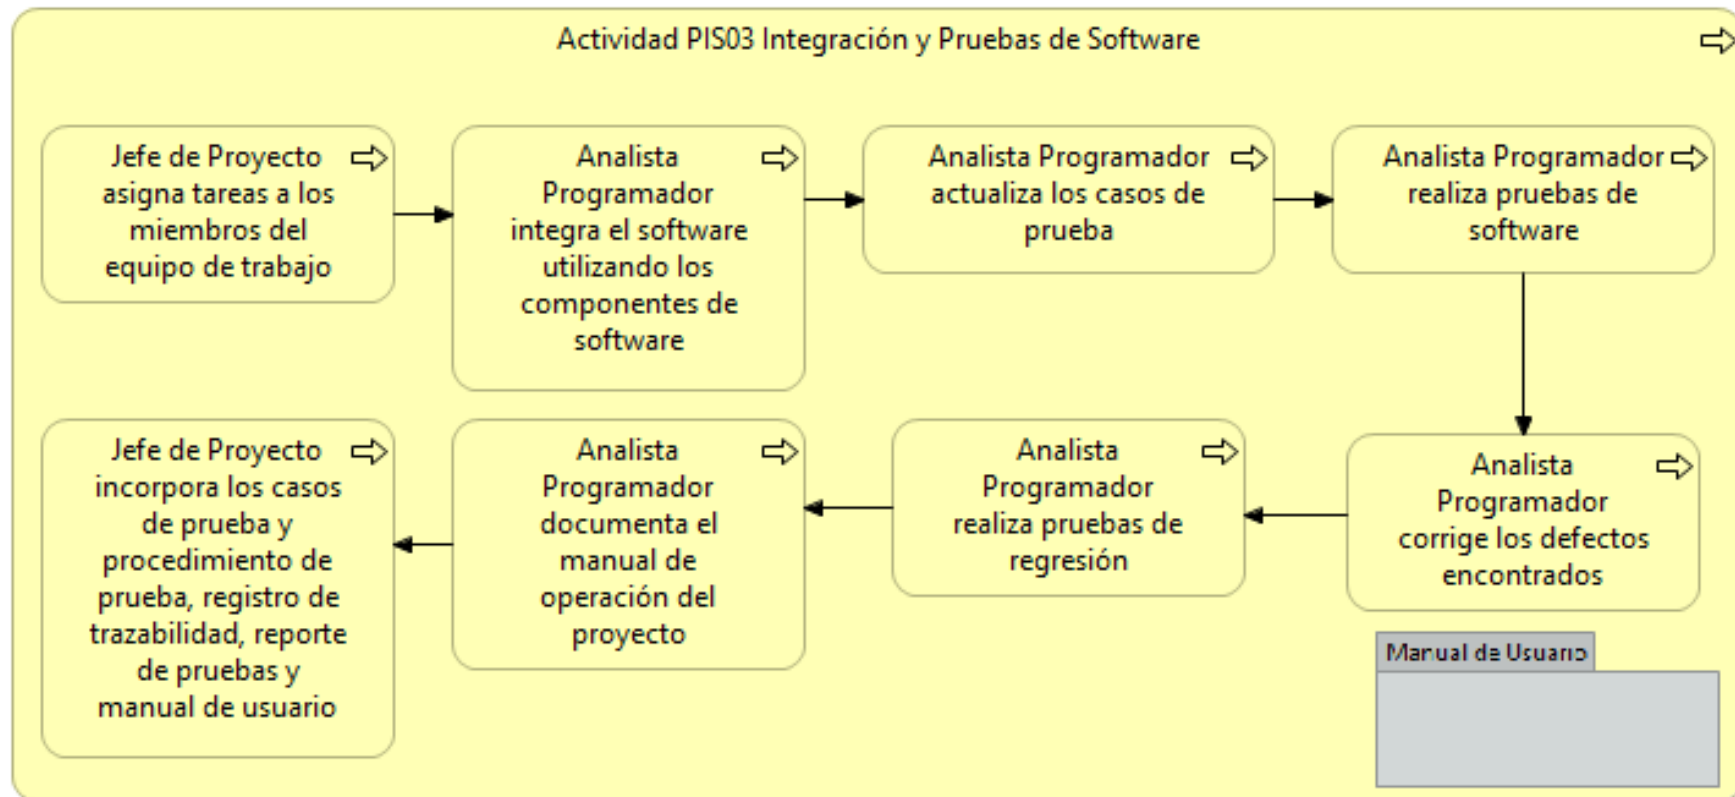 Actividad PIS03 Integración y Pruebas de Software
Jefe de Proyecto
asigna tareas a los
miembros del
equipo de trabajo
Analista
Programador
integra el software
utilizando los
componentes de
software
Analista Programador
actualiza los casos de
prueba
Analista Programador
realiza pruebas de
software
Analista
Programador
corrige los defectos
encontrados
Analista
Programador
realiza pruebas de
regresión
Analista
Programador
documenta el
manual de
operación del
proyecto
Jefe de Proyecto
incorpora los casos
de prueba y
procedimiento de
prueba, registro de
trazabilidad, reporte
de pruebas y
manual de usuario
Manual de Usuario